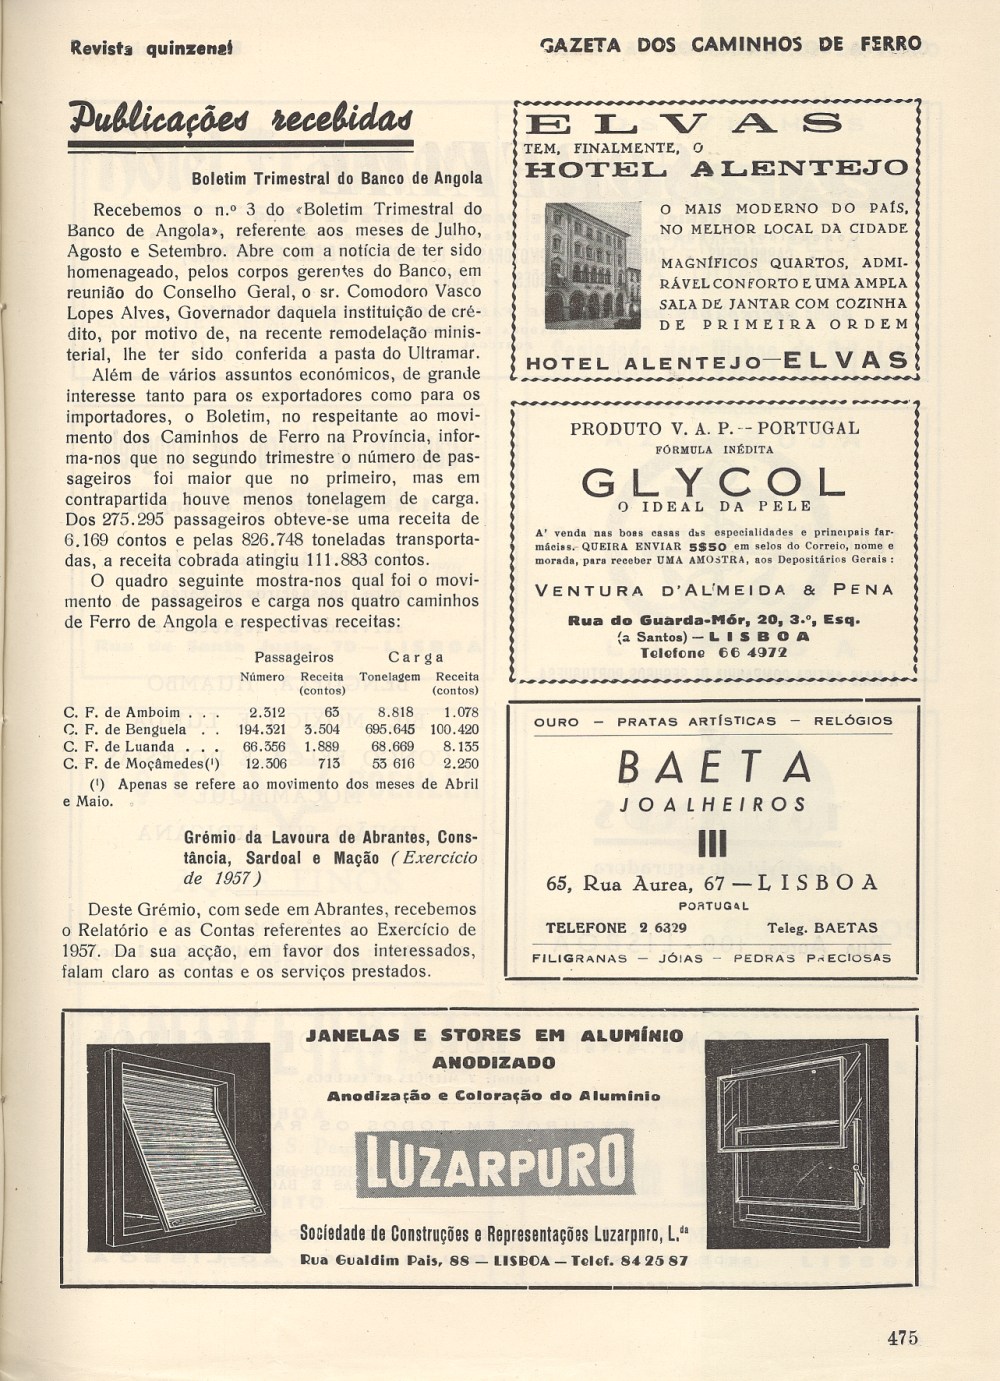 Revista quinzenal
GAZETA DOS CAMINHOS DE FERRO
Publicações recebidas
Boletim Trimestral do Banco de Angola
Recebemos o n.º 3 do «Boletim Trimestral do
Banco de Angola», referente aos meses de Julho,
Agosto e Setembro. Abre com a notícia de ter sido
homenageado, pelos corpos gerentes do Banco, em
reunião do Conselho Geral, o sr. Comodoro Vasco
Lopes Alves, Governador daquela instituição de cré-
dito, por motivo de, na recente remodelação minis-
terial, lhe ter sido conferida a pasta do Ultramar.
Além de vários assuntos económicos, de grande
interesse tanto para os exportadores como para os
importadores, o Boletim, no respeitante ao movi-
mento dos Caminhos de Ferro na Província, infor-
ma-nos que no segundo trimestre o número de pas-
sageiros foi maior que no primeiro, mas em
contrapartida houve menos tonelagem de carga.
Dos 275.295 passageiros obteve-se uma receita de
6.169 contos e pelas 826.748 toneladas transporta-
das, a receita cobrada atingiu 111.883 contos.
O quadro seguinte mostra-nos qual foi o movi-
mento de passageiros e carga nos quatro caminhos
de Ferro de Angola e respectivas receitas:
Passageiros Carga
Número Receita Tonelagem Receita
(contos) (contos)
C. F. de Amboim . . . 2.312 63 8.818 1.078
C. F. de Benguela . . 194.321 3.504 695.645 100.420
C. F. de Luanda . . . 66.356 1.889 68.669 8.135
C. F. de Moçâmedes(¹) 12.306 713 53 616 2.250
(¹) Apenas se refere ao movimento dos meses de Abril
e Maio.
Grémio da Lavoura de Abrantes, Cons-
tância, Sardoal e Mação (Exercício
de 1957)
Deste Grémio, com sede em Abrantes, recebemos
o Relatório e as Contas referentes ao Exercício de
1957. Da sua acção, em favor dos interessados,
falam claro as contas e os serviços prestados.
ELVAS
TEM, FINALMENTE, O
HOTEL ALENTEJO
O MAIS MODERNO DO PAÍS,
NO MELHOR LOCAL DA CIDADE
MAGNÍFICOS QUARTOS, ADMI-
RÁVEL CONFORTO E UMA AMPLA
SALA DE JANTAR COM COZINHA
DE PRIMEIRA ORDEM
HOTEL ALENTEJO—ELVAS
PRODUTO V. A. P. -- PORTUGAL
FÓRMULA INÉDITA
GLYCOL
O IDEAL DA PELE
A' venda nas boas casas das especialidades e principais far-
mácias. QUEIRA ENVIAR 5$50 em selos do Correio, nome e
morada, para receber UMA AMOSTRA, aos Depositários Gerais :
VENTURA D'ALMEIDA & PENA
Rua do Guarda-Mór, 20, 3.º, Esq.
(a Santos) — LISBOA
Telefone 66 4972
OURO — PRATAS ARTÍSTICAS — RELÓGIOS
BAETA
JOALHEIROS
III
65, Rua Aurea, 67 — LISBOA
PORTUGAL
TELEFONE 2 6329 Teleg. BAETAS
FILIGRANAS — JÓIAS — PEDRAS PRECIOSAS
JANELAS E STORES EM ALUMÍNIO
ANODIZADO
Anodização e Coloração do Alumínio
LUZARPURO
Sociedade de Construções e Representações Luzarpnro, L.da
Rua Gualdim Pais, 88 — LISBOA — Telef. 84 25 87
475